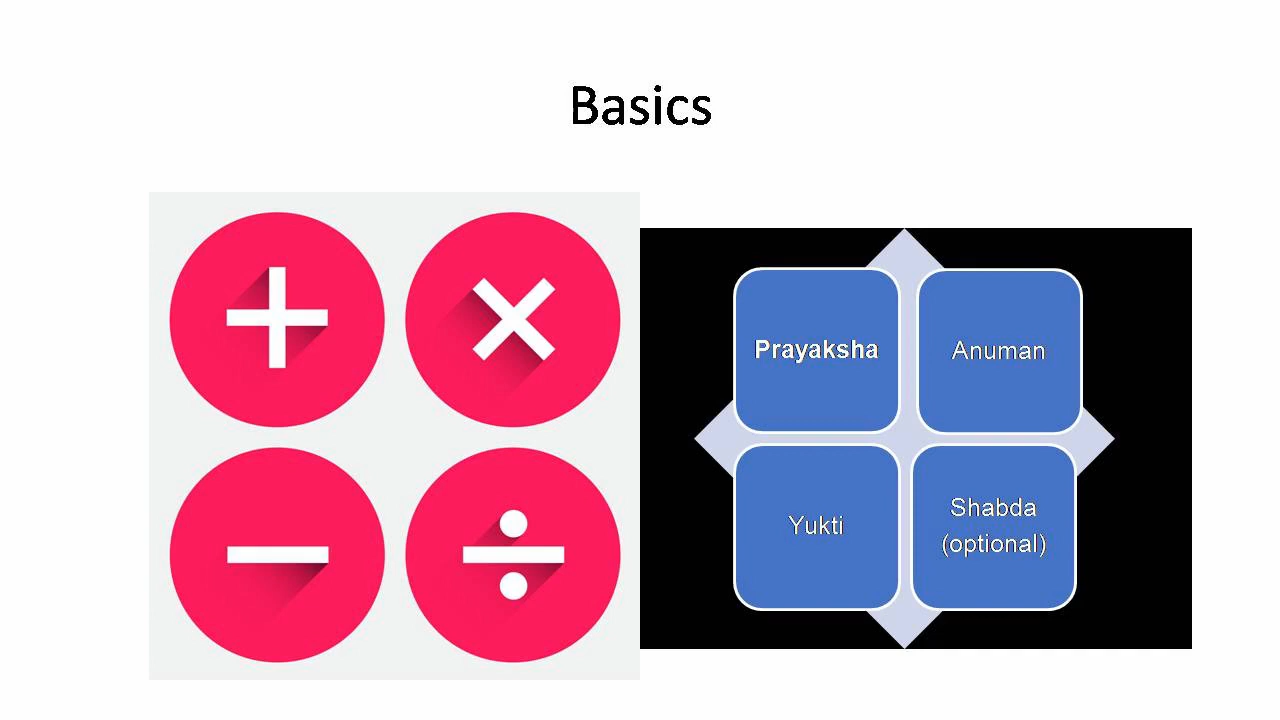 Basics
+ ×
− ÷
Prayaksha
Anuman
Yukti
Shabda
(optional)